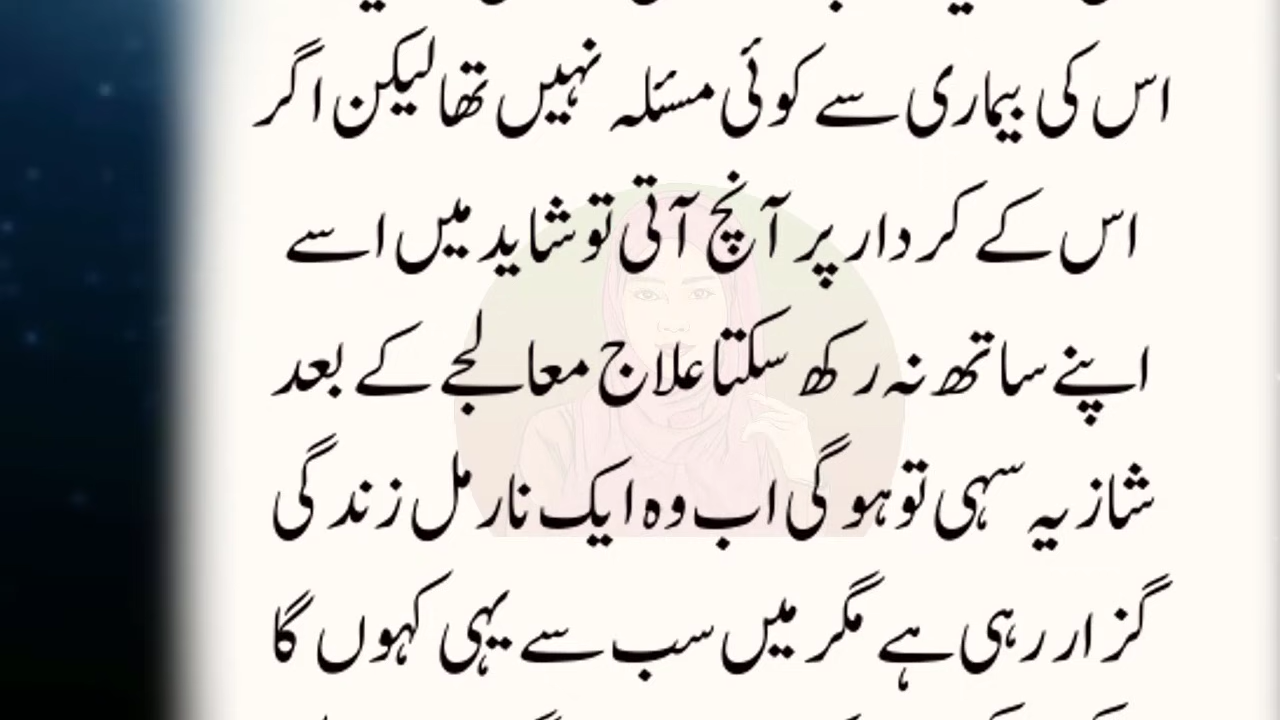 اس کی بیماری سے کوئی مسئلہ نہیں تھا لیکن اگر
اس کے کردار پر آنچ آتی تو شاید میں اسے
اپنے ساتھ نہ رکھ سکتا علاج معالجے کے بعد
شازیہ سہی تو ہو گی اب وہ ایک نارمل زندگی
گزار رہی ہے مگر میں سب سے یہی کہوں گا